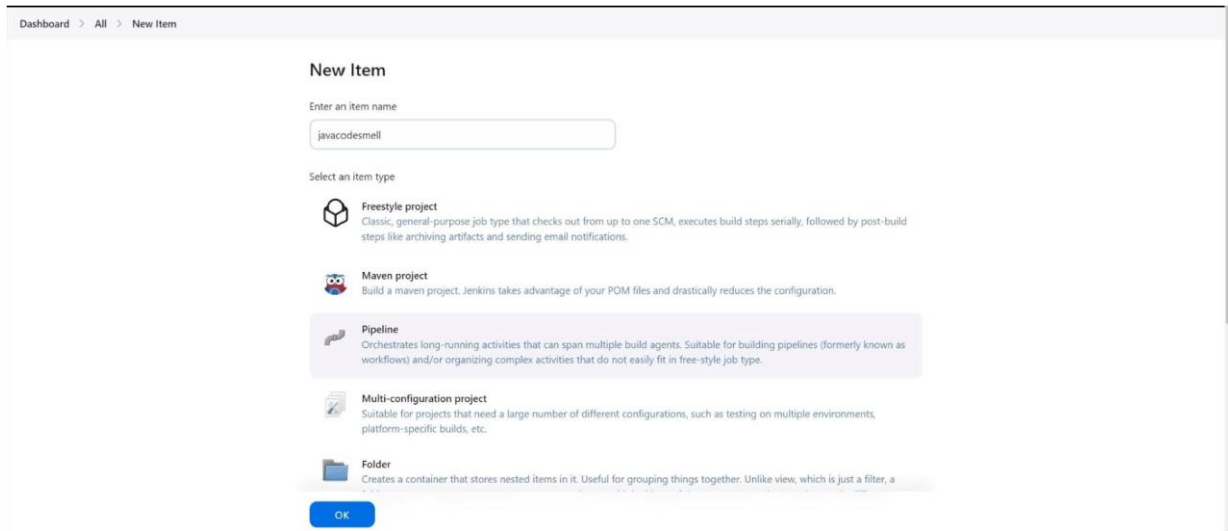 Dashboard > All > New Item
New Item
Enter an item name
javacodesmell
Select an item type
Freestyle project
Classic, general-purpose job type that checks out from up to one SCM, executes build steps serially, followed by post-build
steps like archiving artifacts and sending email notifications.
Maven project
Build a maven project. Jenkins takes advantage of your POM files and drastically reduces the configuration.
Pipeline
Orchestrates long-running activities that can span multiple build agents. Suitable for building pipelines (formerly known as
workflows) and/or organizing complex activities that do not easily fit in free-style job type.
Multi-configuration project
Suitable for projects that need a large number of different configurations, such as testing on multiple environments,
platform-specific builds, etc.
Folder
Creates a container that stores nested items in it. Useful for grouping things together. Unlike view, which is just a filter, a
OK